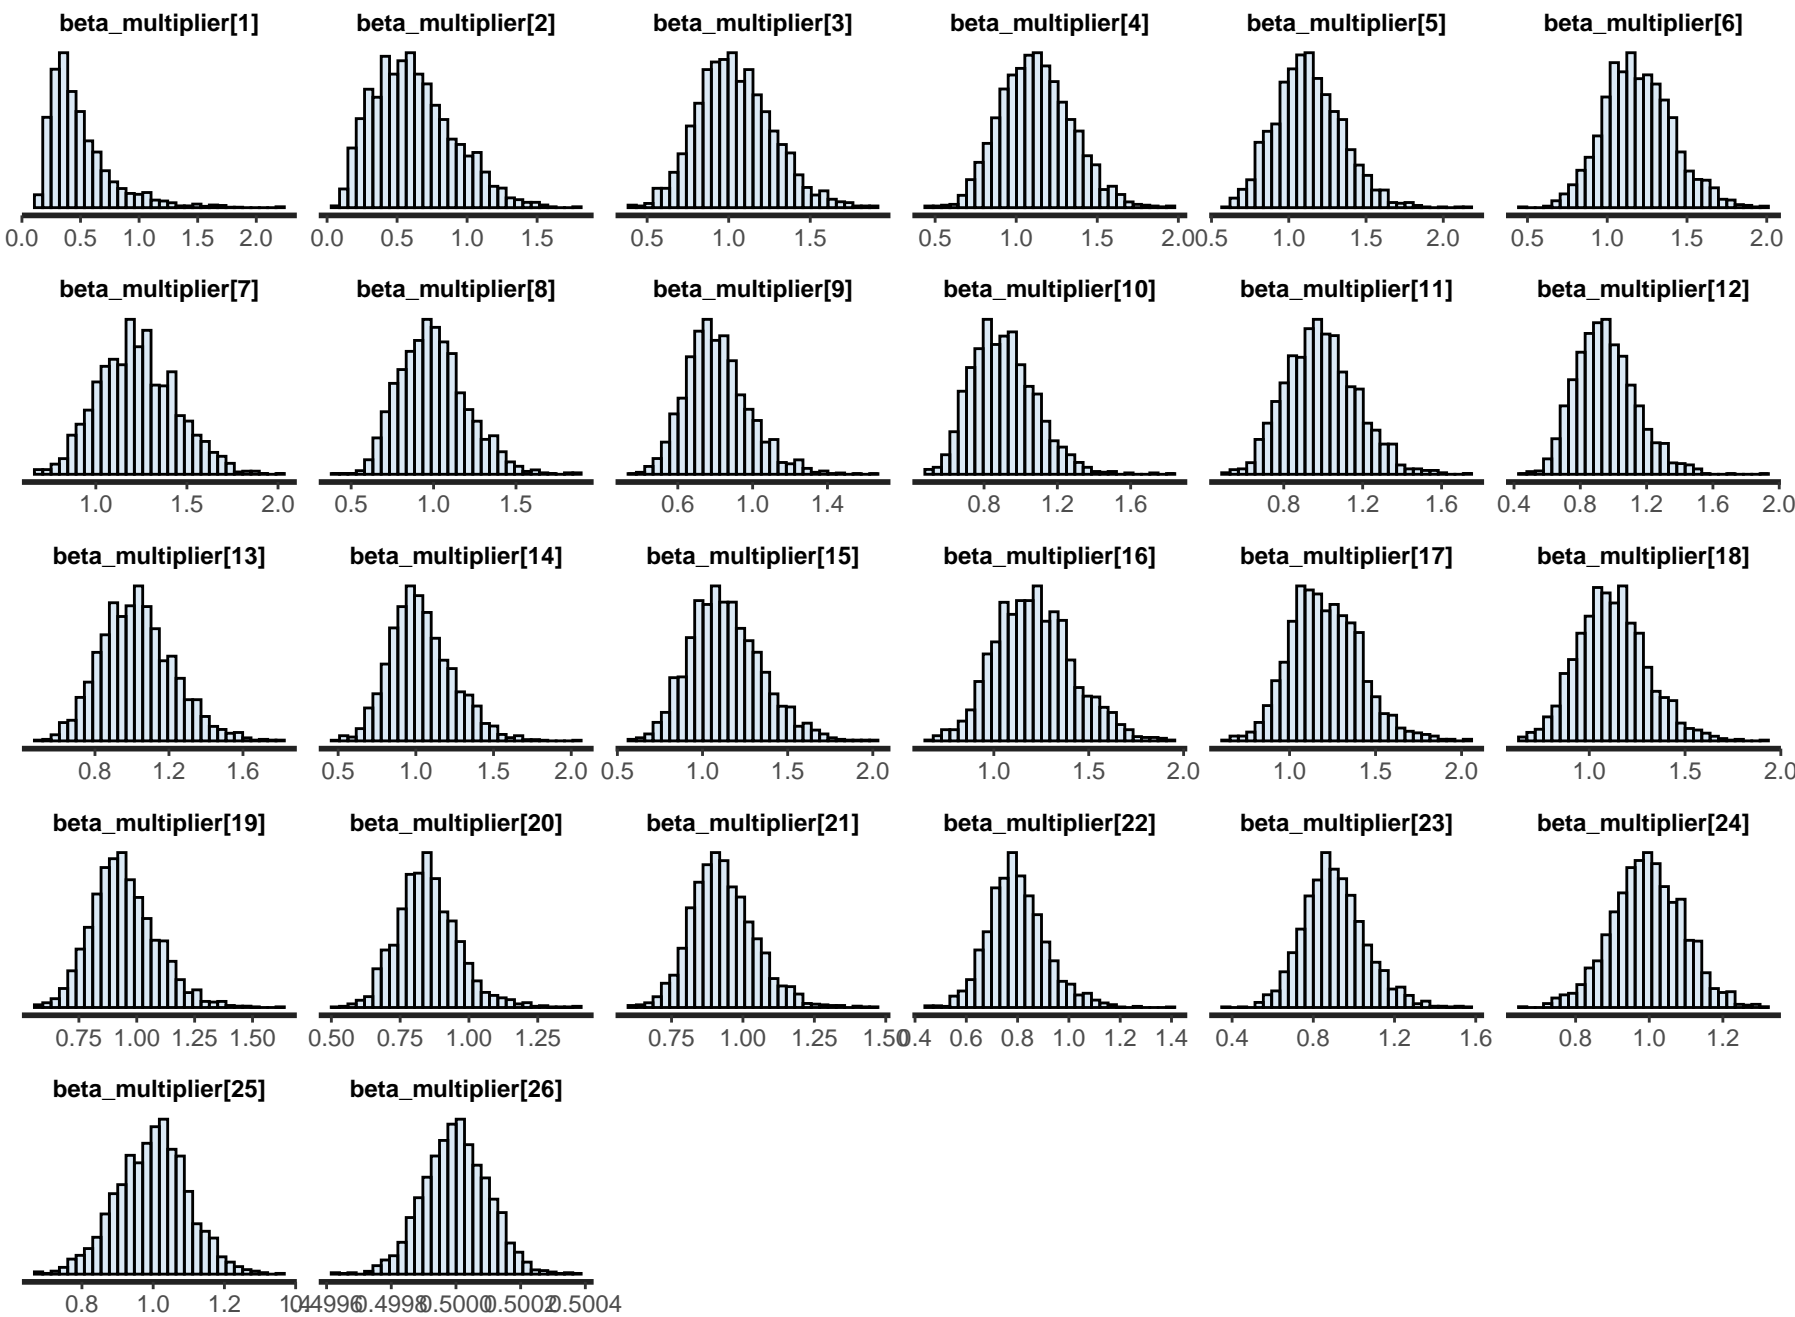 beta_multiplier[1] beta_multiplier[2] beta_multiplier[3] beta_multiplier[4] beta_multiplier[5] beta_multiplier[6]
0.0 0.5 1.0 1.5 2.0 0.0 0.5 1.0 1.5 0.5 1.0 1.5 0.5 1.0 1.5 2.0 0.5 1.0 1.5 2.0 0.5 1.0 1.5 2.0
beta_multiplier[7] beta_multiplier[8] beta_multiplier[9] beta_multiplier[10] beta_multiplier[11] beta_multiplier[12]
1.0 1.5 2.0 0.5 1.0 1.5 0.6 1.0 1.4 0.8 1.2 1.6 0.8 1.2 1.6 0.4 0.8 1.2 1.6 2.0
beta_multiplier[13] beta_multiplier[14] beta_multiplier[15] beta_multiplier[16] beta_multiplier[17] beta_multiplier[18]
0.8 1.2 1.6 0.5 1.0 1.5 2.0 0.5 1.0 1.5 2.0 1.0 1.5 2.0 1.0 1.5 2.0 1.0 1.5 2.0
beta_multiplier[19] beta_multiplier[20] beta_multiplier[21] beta_multiplier[22] beta_multiplier[23] beta_multiplier[24]
0.75 1.00 1.25 1.50 0.50 0.75 1.00 1.25 0.75 1.00 1.25 1.50 0.4 0.6 0.8 1.0 1.2 1.4 0.4 0.8 1.2 1.6 0.8 1.0 1.2
beta_multiplier[25] beta_multiplier[26]
0.8 1.0 1.2 1.4 0.4996 0.4998 0.5000 0.5002 0.5004